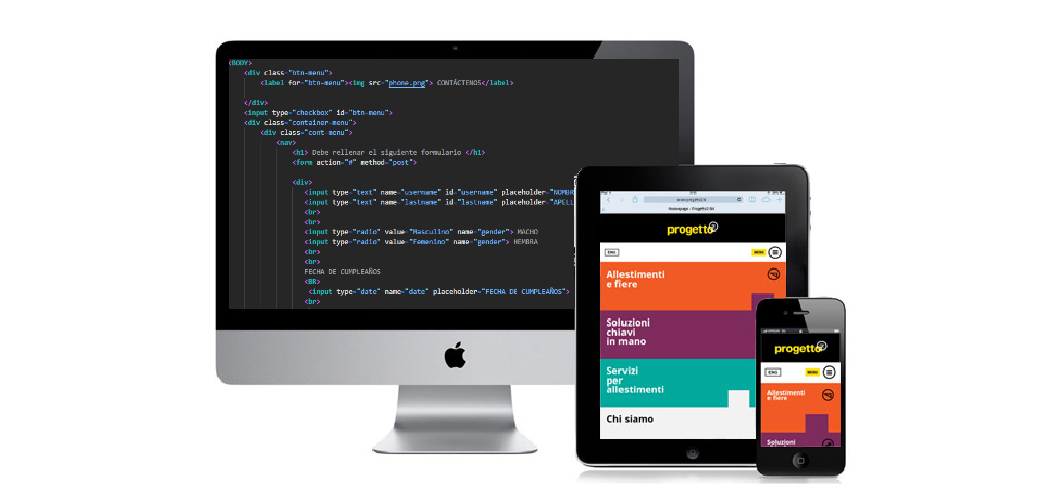 <BODY>
<div class="btn-menu">
<label for="btn-menu"><img src="phone.png"> CONTÁCTENOS</label>
</div>
<input type="checkbox" id="btn-menu">
<div class="container-menu">
<div class="cont-menu">
<nav>
<h1> Debe rellenar el siguiente formulario </h1>
<form action="#" method="post">
<div>
<input type="text" name="username" id="username" placeholder="NOMBR
<input type="text" name="lastname" id="lastname" placeholder="APELL
<br>
<br>
<input type="radio" value="Masculino" name="gender"> MACHO
<input type="radio" value="Femenino" name="gender"> HEMBRA
<br>
<br>
FECHA DE CUMPLEAÑOS
<BR>
<input type="date" name="date" placeholder="FECHA DE CUMPLEAÑOS">
<br>
progetto
ENG
MENU
Allestimenti
e fiere
Soluzioni
chiavi
in mano
Servizi
per
allestimenti
Chi siamo
progetto
ENG
MENU
Allestimenti
e fiere
Soluzioni